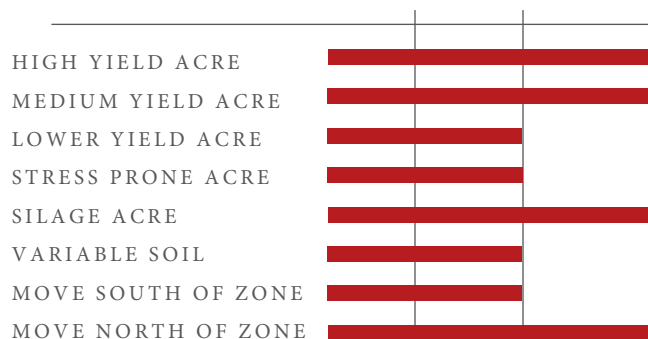 HIGH YIELD ACRE
MEDIUM YIELD ACRE
LOWER YIELD ACRE
STRESS PRONE ACRE
SILAGE ACRE
VARIABLE SOIL
MOVE SOUTH OF ZONE
MOVE NORTH OF ZONE